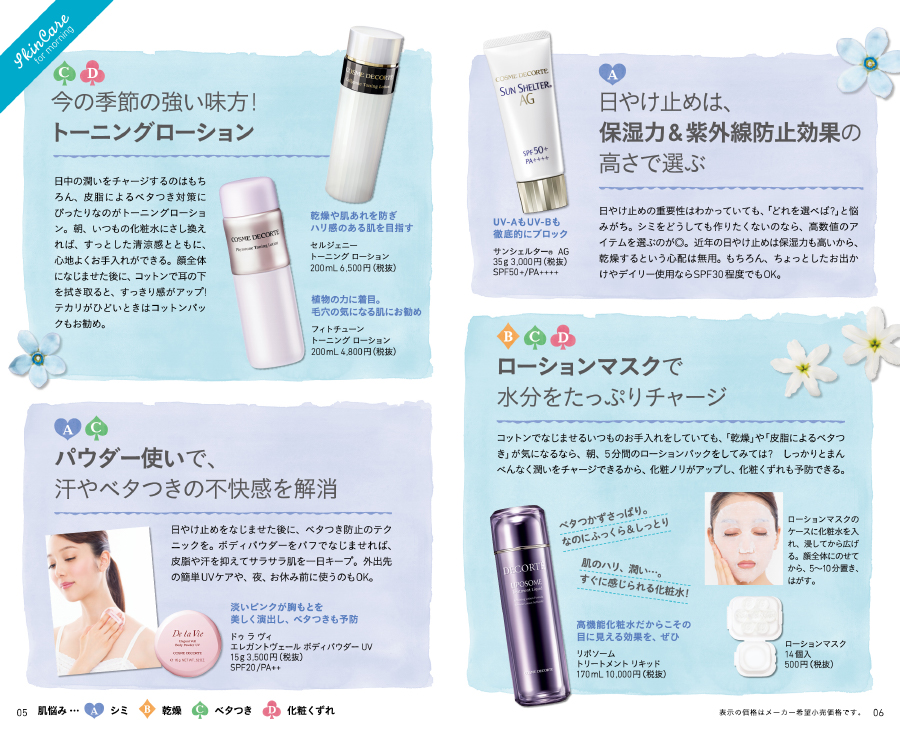 SkinCare
for morning
C D
今の季節の強い味方!
トーニングローション
日中の潤いをチャージするのはもち
ろん、皮脂によるベタつき対策に
ぴったりなのがトーニングローショ
ン。朝、いつもの化粧水にさし換え
れば、すっとした清涼感とともに、
心地よくお手入れができる。顔全体
になじませた後に、コットンで耳の下
を拭き取ると、すっきり感がアップ!
テカリがひどいときはコットンパッ
クもお勧め。
COSME DECORTE
COSME DECORTE
Phytotune Toning Lotion
乾燥や肌あれを防ぎ
ハリ感のある肌を目指す
セルジェニー
トーニング ローション
200mL 6,500円(税抜)
植物の力に着目。
毛穴の気になる肌にお勧め
フィトチューン
トーニング ローション
200mL 4,800円(税抜)
A C
パウダー使いで、
汗やベタつきの不快感を解消
日やけ止めをなじませた後に、ベタつき防止のテク
ニックを。ボディパウダーをパフでなじませれば、
皮脂や汗を抑えてサラサラ肌を一日キープ。外出先
の簡単UVケアや、夜、お休み前に使うのもOK。
De la Vie
COSME DECORTE
淡いピンクが胸もとを
美しく演出し、ベタつきも予防
ドゥ ラ ヴィ
エレガントヴェール ボディパウダー UV
15g 3,500円(税抜)
SPF20/PA++
05 肌悩み… A シミ B 乾燥 C ベタつき D 化粧くずれ
COSME DECORTE
SUN SHELTER
AG
SPF50+
PA++++
A
日やけ止めは、
保湿力&紫外線防止効果の
高さで選ぶ
UV-AもUV-Bも
徹底的にブロック
サンシェルター® AG
35g 3,000円(税抜)
SPF50+/PA++++
日やけ止めの重要性はわかっていても、「どれを選べば?」と悩
みがち。シミをどうしても作りたくないのなら、高数値のア
イテムを選ぶのが◎。近年の日やけ止めは保湿力も高いから、
乾燥するという心配は無用。もちろん、ちょっとしたお出か
けやデイリー使用ならSPF30程度でもOK。
B C D
ローションマスクで
水分をたっぷりチャージ
コットンでなじませるいつものお手入れをしていても、「乾燥」や「皮脂によるベタつ
き」が気になるなら、朝、5分間のローションパックをしてみては? しっかりとまん
べんなく潤いをチャージできるから、化粧ノリがアップし、化粧くずれも予防できる。
DECORTÉ
LIPOSOME
COSME DECORTE
ベタつかずさっぱり。
なのにふっくら&しっとり
肌のハリ、潤い…。
すぐに感じられる化粧水!
高機能化粧水だからこその
目に見える効果を、ぜひ
リポソーム
トリートメント リキッド
170mL 10,000円(税抜)
ローションマスクの
ケースに化粧水を入
れ、浸してから広げ
る。顔全体にのせて
から、5〜10分置き、
はがす。
ローションマスク
14個入
500円(税抜)
表示の価格はメーカー希望小売価格です。 06